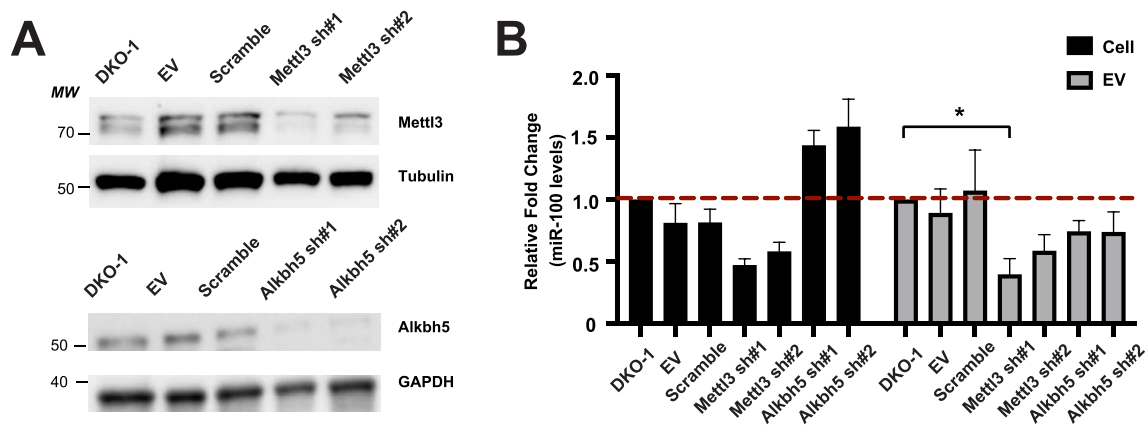 A
DKO-1
EV
Scramble
Mettl3 sh#1
Mettl3 sh#2
MW
70
Mettl3
50
Tubulin
DKO-1
EV
Scramble
Alkbh5 sh#1
Alkbh5 sh#2
50
Alkbh5
40
GAPDH
B
Cell
EV
Relative Fold Change
(miR-100 levels)
2.0
1.5
1.0
0.5
0
*
DKO-1
EV
Scramble
Mettl3 sh#1
Mettl3 sh#2
Alkbh5 sh#1
Alkbh5 sh#2
DKO-1
EV
Scramble
Mettl3 sh#1
Mettl3 sh#2
Alkbh5 sh#1
Alkbh5 sh#2